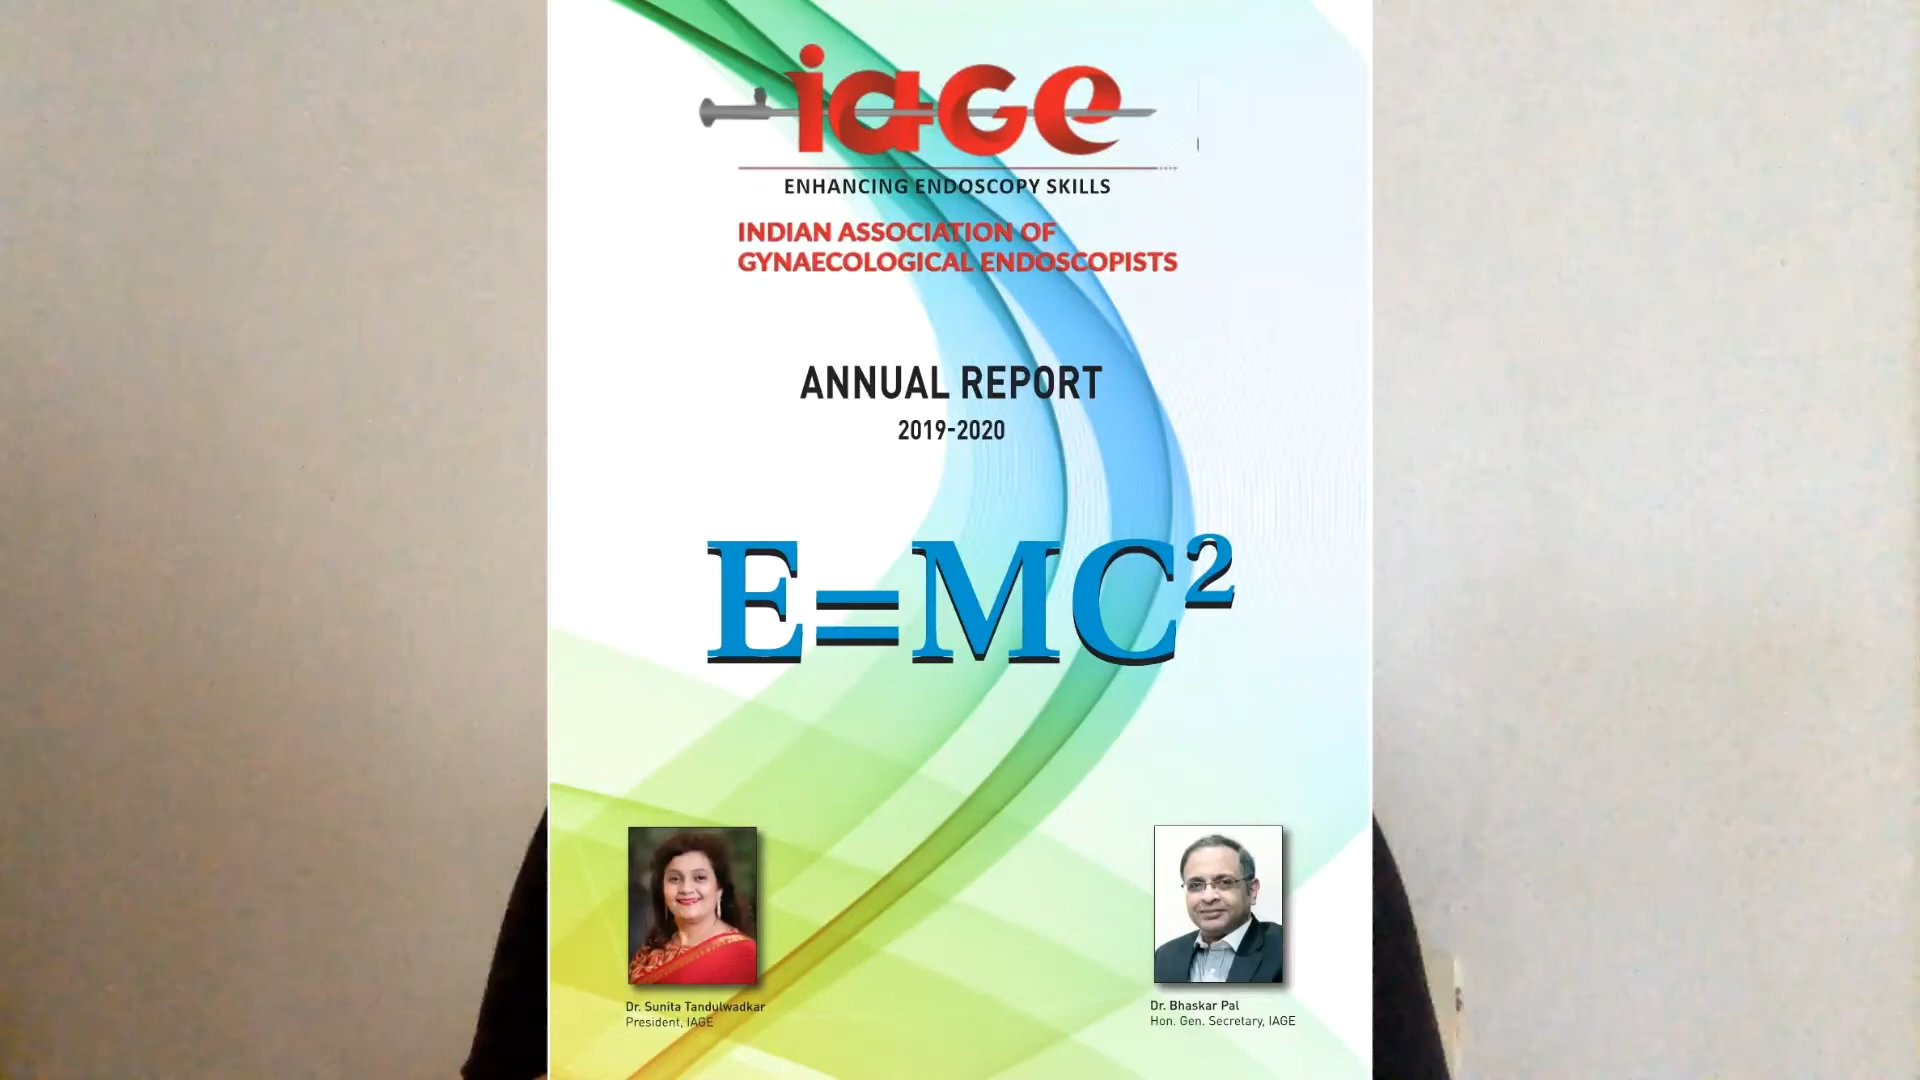 iaGe
ENHANCING ENDOSCOPY SKILLS
INDIAN ASSOCIATION OF
GYNAECOLOGICAL ENDOSCOPISTS
ANNUAL REPORT
2019-2020
E=MC²
Dr. Sunita Tandulwadkar
President, IAGE
Dr. Bhaskar Pal
Hon. Gen. Secretary, IAGE